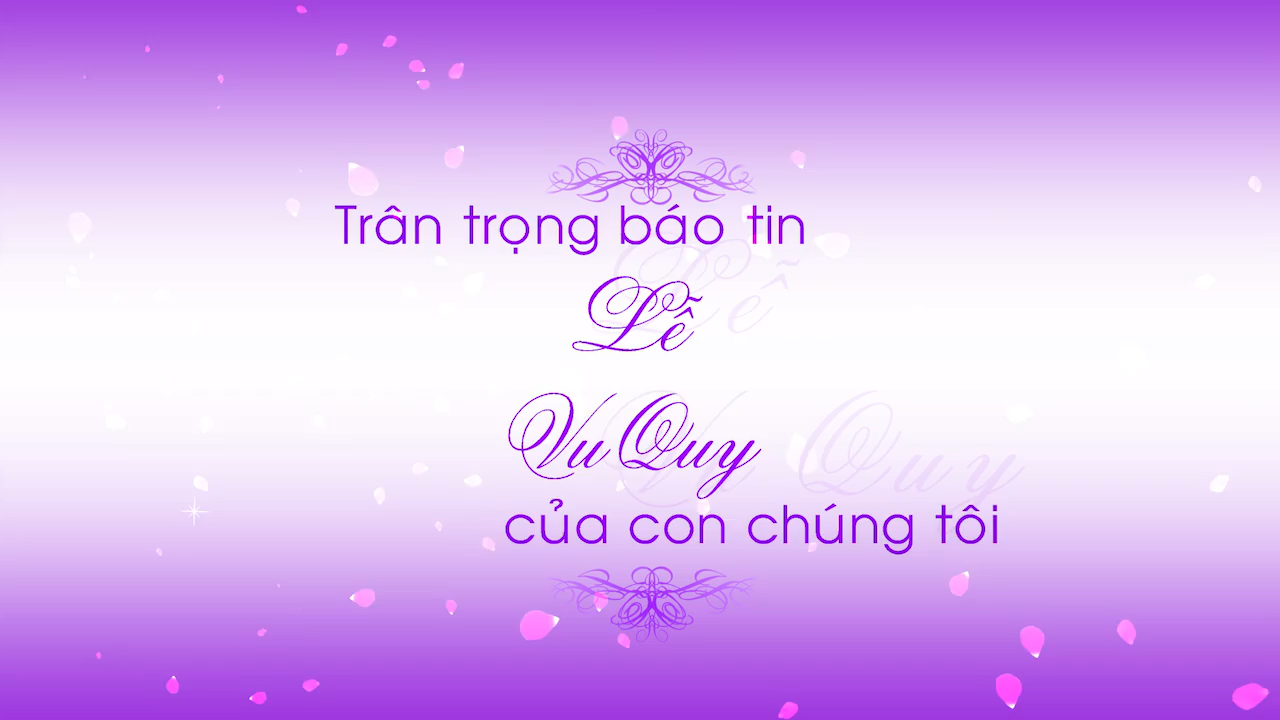 Trân trọng báo tin
Lễ
Vu Quy
của con chúng tôi